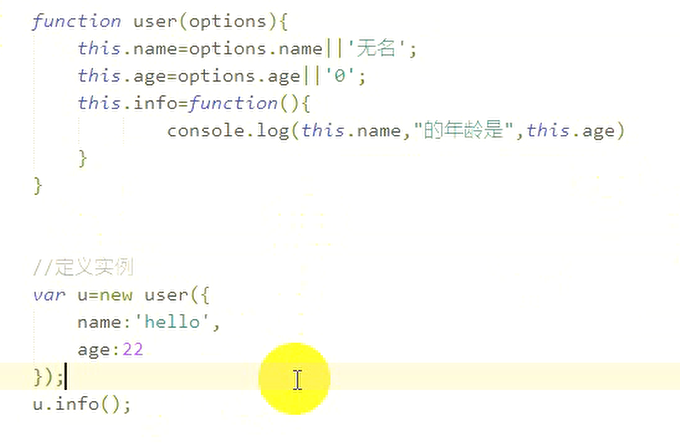 function user(options){
    this.name=options.name||'无名';
    this.age=options.age||'0';
    this.info=function(){
            console.log(this.name,"的年龄是",this.age)
    }
}
//定义实例
var u=new user({
    name:'hello',
    age:22
});
u.info();